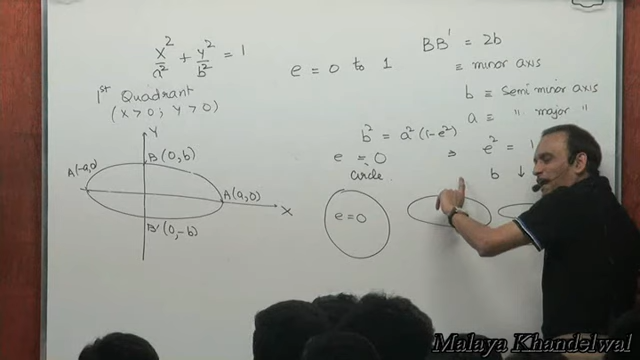 x²/a² + y²/b² = 1
1st Quadrant
(x>0; y>0)
Y
B(0,b)
A(-a,0)
A(a,0)
X
B'(0,-b)
e = 0 to 1
BB' = 2b
≡ minor axis
b ≡ semi minor axis
a ≡ " major "
b² = a²(1-e²)
e = 0
circle
e² = 1
b ↓
e = 0
Malaya Khandelwal